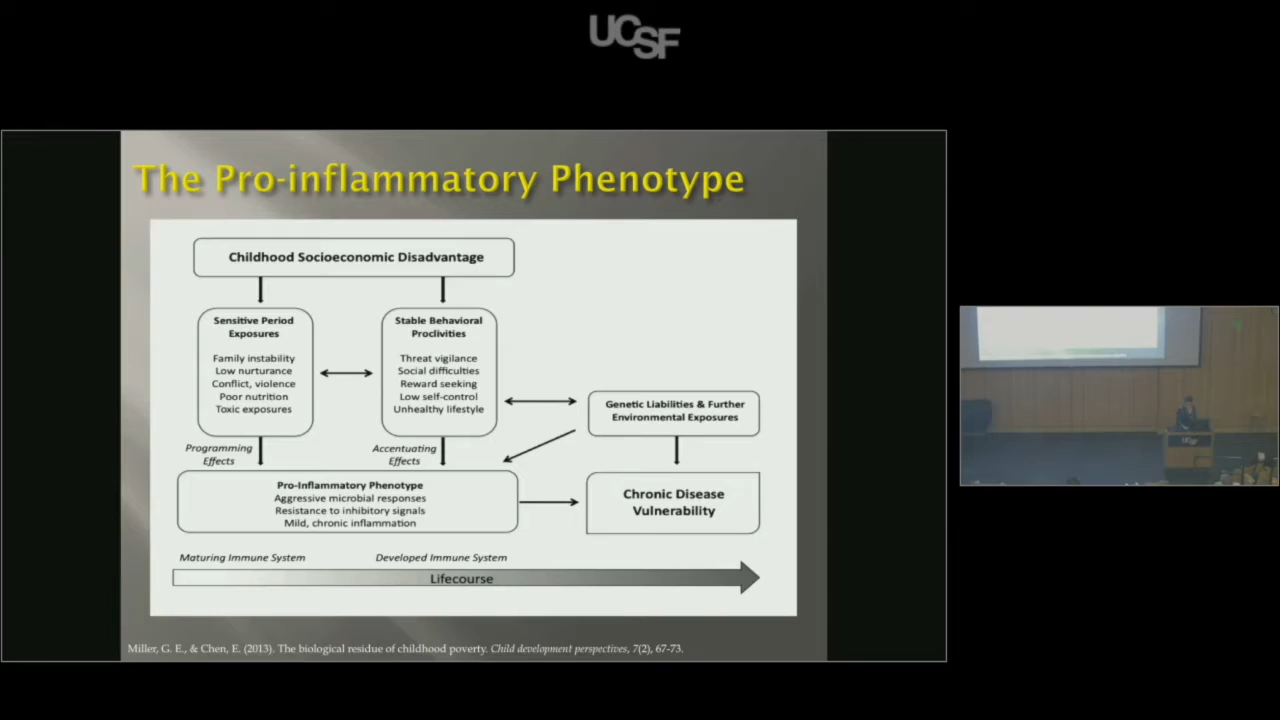 UCSF
The Pro-inflammatory Phenotype
Childhood Socioeconomic Disadvantage
Sensitive Period
Exposures
Family instability
Low nurturance
Conflict, violence
Poor nutrition
Toxic exposures
Stable Behavioral
Proclivities
Threat vigilance
Social difficulties
Reward seeking
Low self-control
Unhealthy lifestyle
Genetic Liabilities & Further
Environmental Exposures
Programming
Effects
Accentuating
Effects
Pro-Inflammatory Phenotype
Aggressive microbial responses
Resistance to inhibitory signals
Mild, chronic inflammation
Chronic Disease
Vulnerability
Maturing Immune System
Developed Immune System
Lifecourse
Miller, G. E., & Chen, E. (2013). The biological residue of childhood poverty. Child development perspectives, 7(2), 67-73.
UCSF